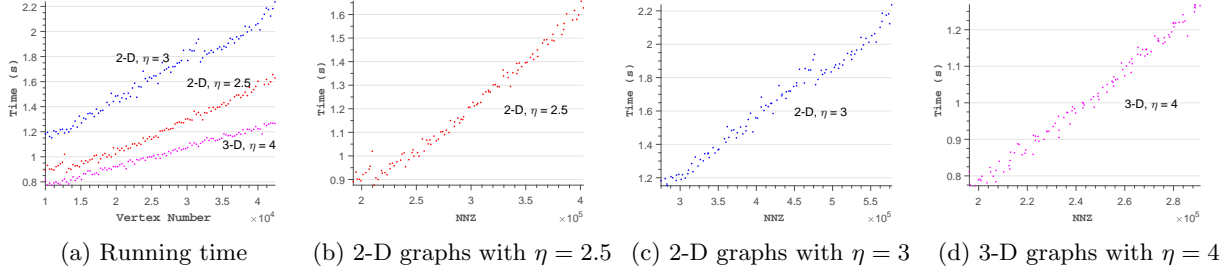 2.2
2.0
1.8
1.6
1.4
1.2
1
0.8
Time (s)
2-D, η = 3
2-D, η = 2.5
3-D, η = 4
1 1.5 2 2.5 3 3.5 4
Vertex Number
×10⁴
(a) Running time
1.6
1.5
1.4
1.3
1.2
1.1
1.0
0.9
Time (s)
2-D, η = 2.5
2 2.5 3 3.5 4
NNZ
×10⁵
(b) 2-D graphs with η = 2.5
2.2
2.0
1.8
1.6
1.4
1.2
Time (s)
2-D, η = 3
3 3.5 4 4.5 5 5.5
NNZ
×10⁵
(c) 2-D graphs with η = 3
1.2
1.1
1
0.9
0.8
Time (s)
3-D, η = 4
2 2.2 2.4 2.6 2.8
NNZ
×10⁵
(d) 3-D graphs with η = 4